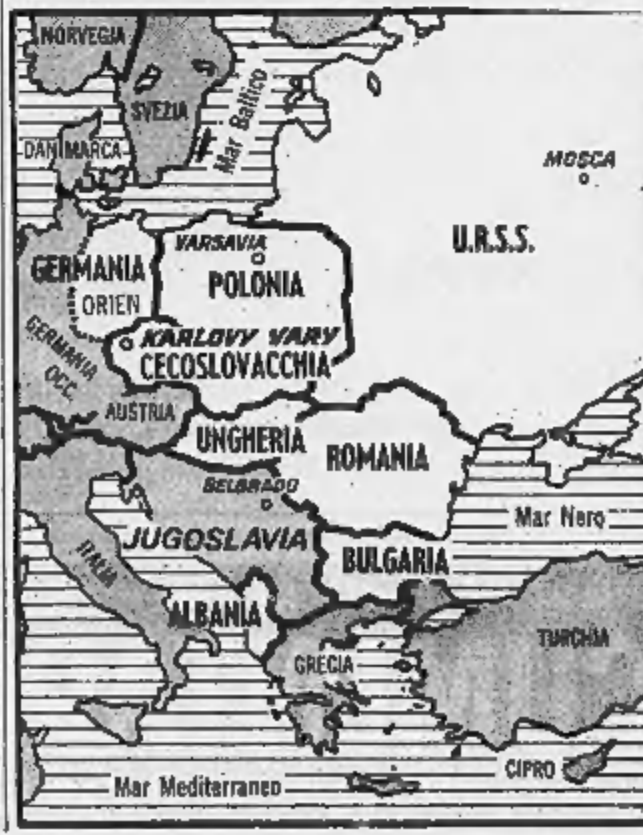 NORVEGIA
SVEZIA
Mar Baltico
DANIMARCA
MOSCA
U.R.S.S.
VARSAVIA
GERMANIA
ORIEN
POLONIA
KARLOVY VARY
CECOSLOVACCHIA
GERMANIA
OCC.
AUSTRIA
UNGHERIA
ROMANIA
BELGRADO
Mar Nero
JUGOSLAVIA
ITALIA
BULGARIA
ALBANIA
GRECIA
TURCHIA
CIPRO
Mar Mediterraneo